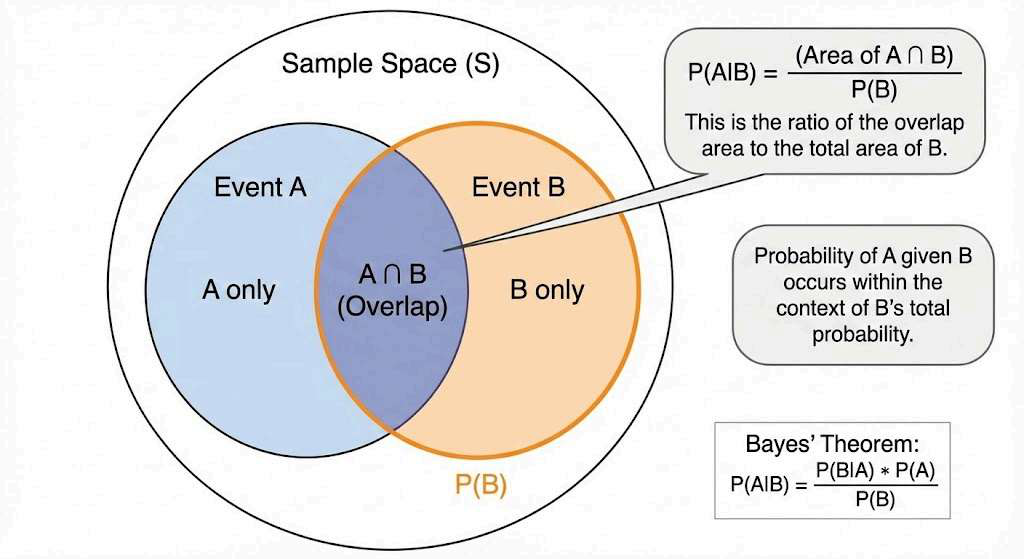 Sample Space (S)
Event A
Event B
A only
A ∩ B
(Overlap)
B only
P(B)
P(A|B) = (Area of A ∩ B) / P(B)
This is the ratio of the overlap
area to the total area of B.
Probability of A given B
occurs within the
context of B's total
probability.
Bayes' Theorem:
P(A|B) = P(B|A) * P(A) / P(B)